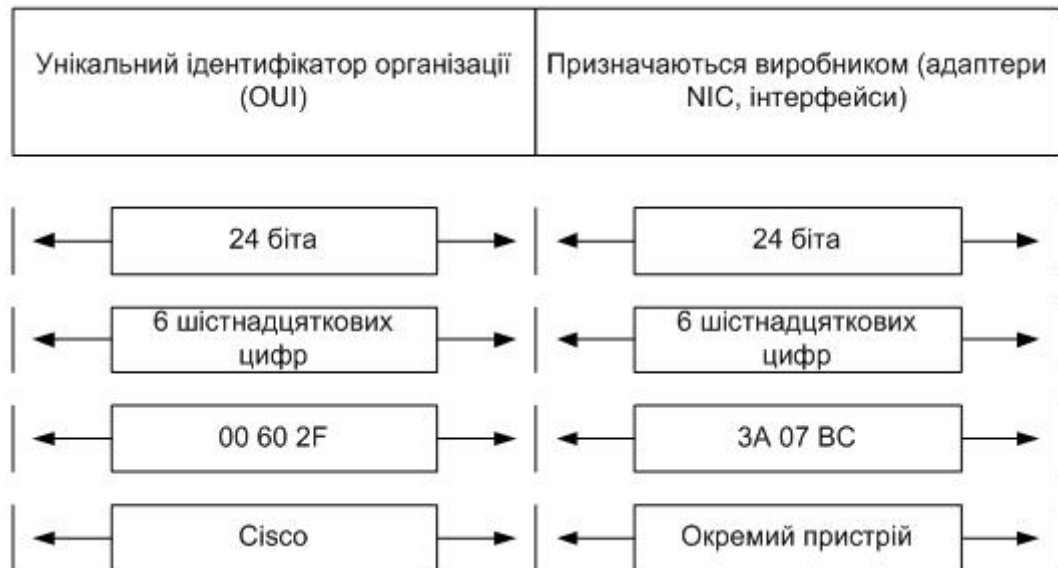 Унікальний ідентифікатор організації
(OUI)
Призначаються виробником (адаптери
NIC, інтерфейси)
24 біта
24 біта
6 шістнадцяткових
цифр
6 шістнадцяткових
цифр
00 60 2F
3A 07 BC
Cisco
Окремий пристрій